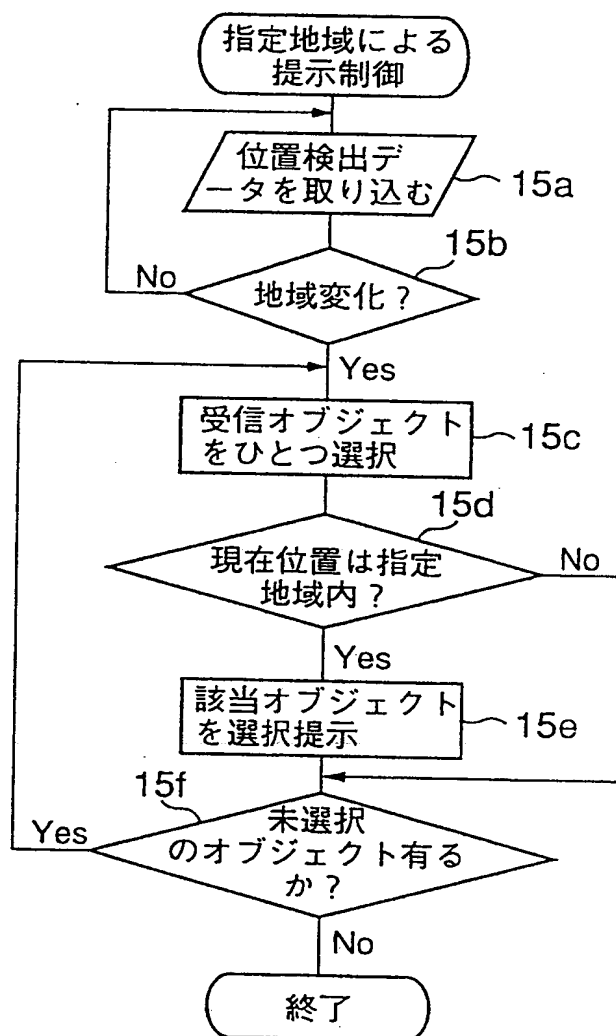 指定地域による
提示制御
位置検出デ
ータを取り込む
15a
15b
No
地域変化?
Yes
受信オブジェクト
をひとつ選択
15c
15d
現在位置は指定
地域内?
No
Yes
該当オブジェクト
を選択提示
15e
15f
Yes
未選択
のオブジェクト有る
か?
No
終了